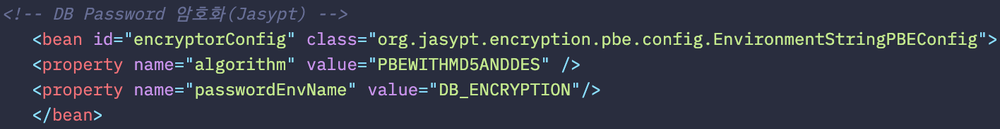 <!-- DB Password 암호화(Jasypt) -->
<bean id="encryptorConfig" class="org.jasypt.encryption.pbe.config.EnvironmentStringPBEConfig">
<property name="algorithm" value="PBEWITHMD5ANDDES" />
<property name="passwordEnvName" value="DB_ENCRYPTION"/>
</bean>